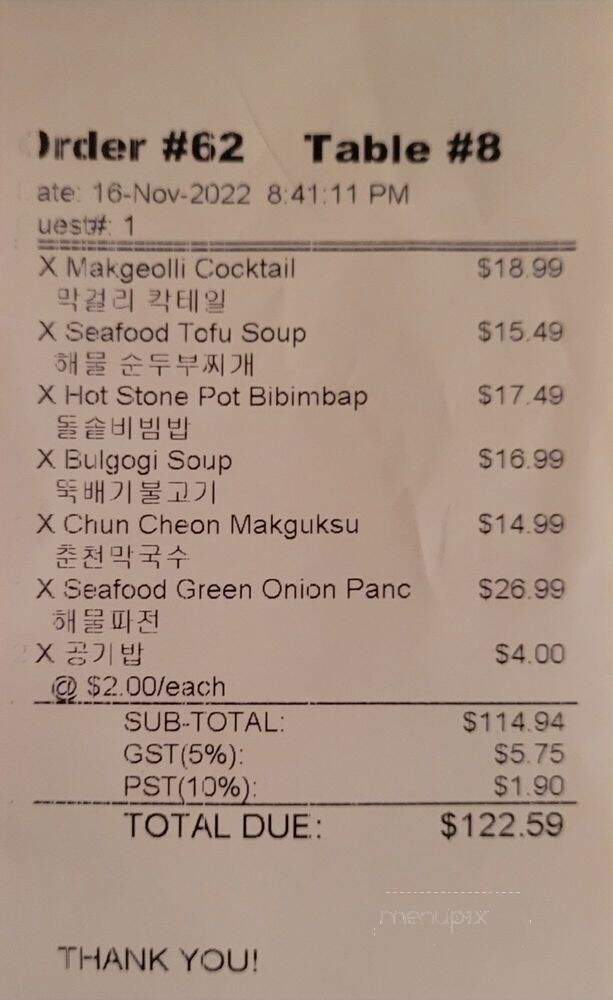 Order #62 Table #8
ate: 16-Nov-2022 8:41:11 PM
uest#: 1
X Makgeolli Cocktail $18.99
막걸리 칵테일
X Seafood Tofu Soup $15.49
해물 순두부찌개
X Hot Stone Pot Bibimbap $17.49
돌솥비빔밥
X Bulgogi Soup $16.99
뚝배기불고기
X Chun Cheon Makguksu $14.99
춘천막국수
X Seafood Green Onion Panc $26.99
해물파전
2 X 공기밥 $4.00
@ $2.00/each
SUB-TOTAL: $114.94
GST(5%): $5.75
PST(10%): $1.90
TOTAL DUE: $122.59
menupix
THANK YOU!